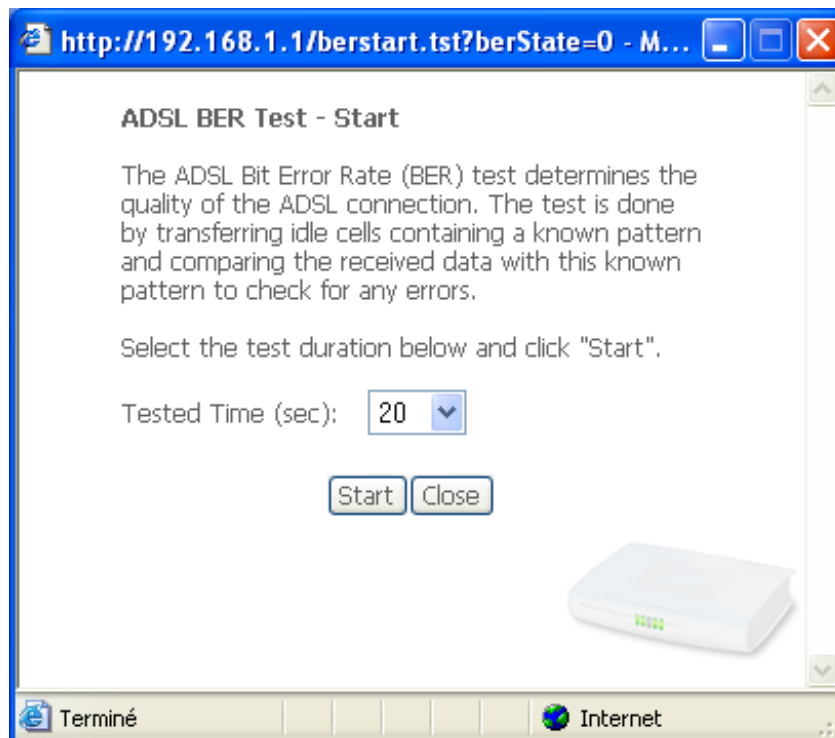 http://192.168.1.1/berstart.tst?berState=0 - M...
ADSL BER Test - Start
The ADSL Bit Error Rate (BER) test determines the
quality of the ADSL connection. The test is done
by transferring idle cells containing a known pattern
and comparing the received data with this known
pattern to check for any errors.
Select the test duration below and click "Start".
Tested Time (sec): 20
Start Close
Terminé Internet